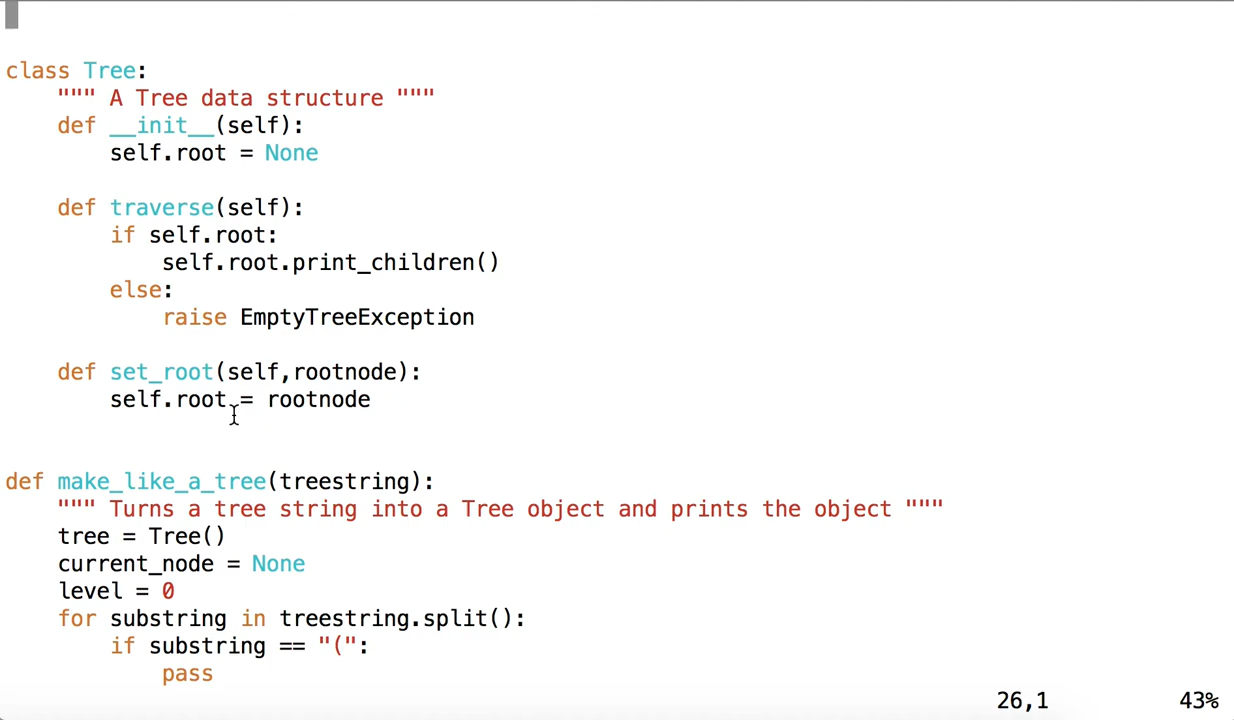 class Tree:
    """ A Tree data structure """
    def __init__(self):
        self.root = None
    def traverse(self):
        if self.root:
            self.root.print_children()
        else:
            raise EmptyTreeException
    def set_root(self,rootnode):
        self.root = rootnode
def make_like_a_tree(treestring):
    """ Turns a tree string into a Tree object and prints the object """
    tree = Tree()
    current_node = None
    level = 0
    for substring in treestring.split():
        if substring == "(":
            pass
26,1 43%